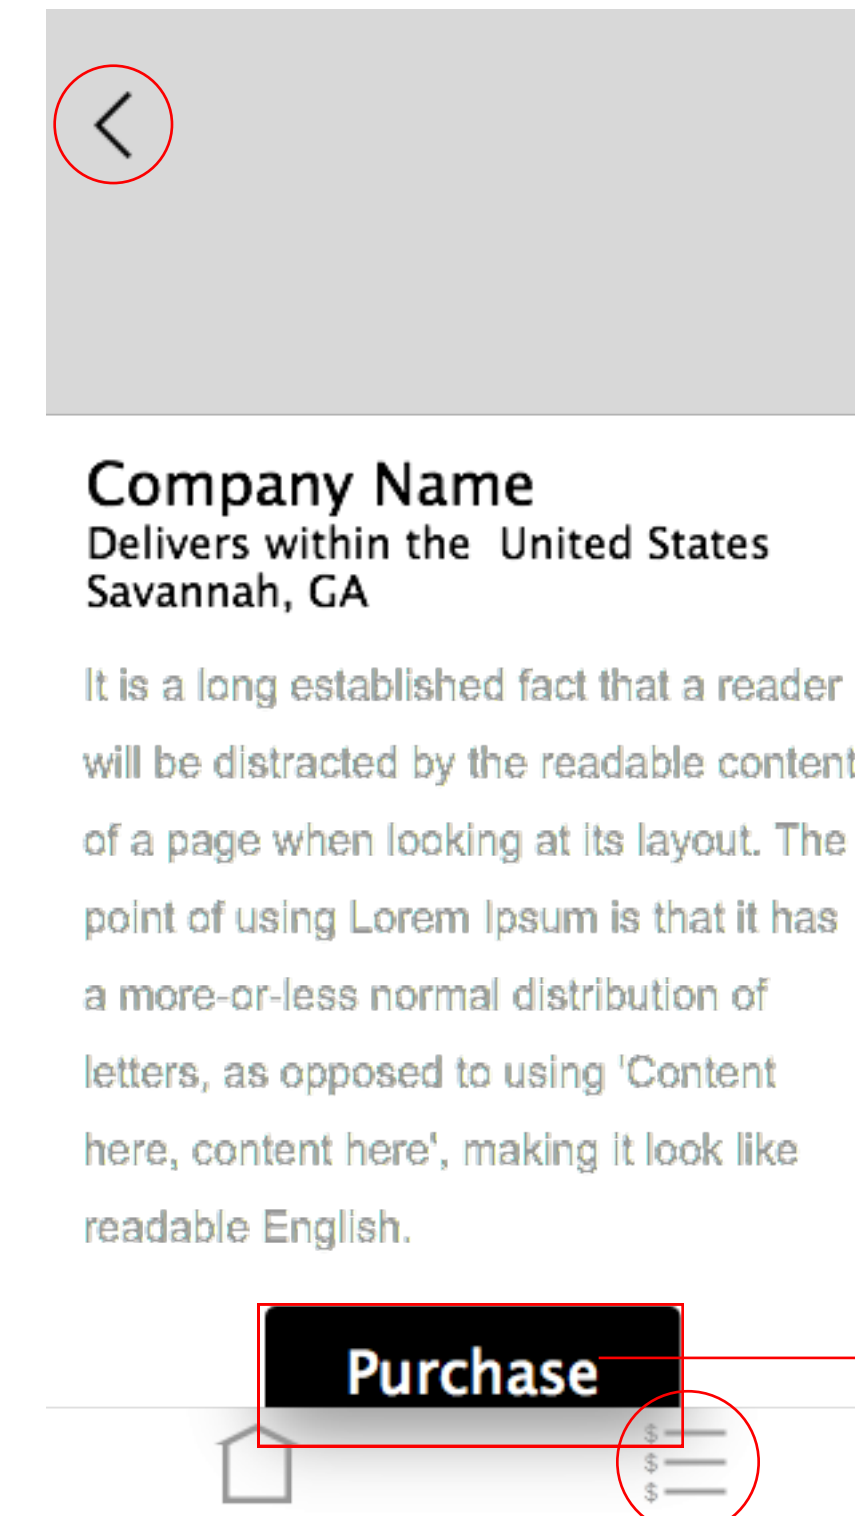 Company Name
Delivers within the United States
Savannah, GA
It is a long established fact that a reader
will be distracted by the readable content
of a page when looking at its layout. The
point of using Lorem Ipsum is that it has
a more-or-less normal distribution of
letters, as opposed to using 'Content
here, content here', making it look like
readable English.
Purchase
$
$
$